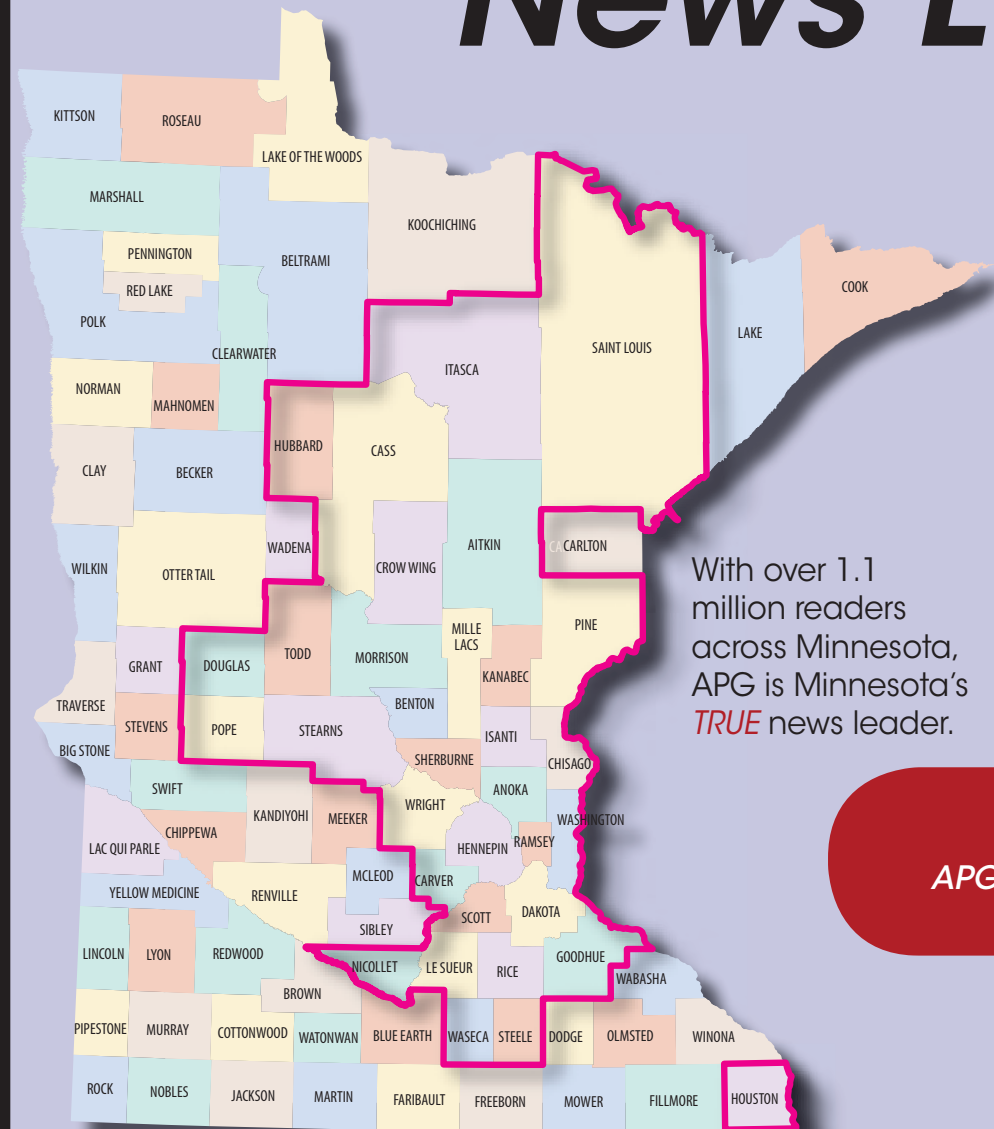 News L
KITTSON
ROSEAU
LAKE OF THE WOODS
MARSHALL
KOOCHICHING
PENNINGTON
BELTRAMI
RED LAKE
COOK
POLK
LAKE
SAINT LOUIS
CLEARWATER
ITASCA
NORMAN
MAHNOMEN
HUBBARD
CASS
CLAY
BECKER
WADENA
AITKIN
CACARLTON
CROW WING
WILKIN
OTTER TAIL
With over 1.1
million readers
across Minnesota,
APG is Minnesota's
TRUE news leader.
MILLE
LACS
PINE
GRANT
DOUGLAS
TODD
MORRISON
KANABEC
TRAVERSE
STEVENS
POPE
STEARNS
BENTON
ISANTI
BIG STONE
SHERBURNE
CHISAGO
SWIFT
ANOKA
WRIGHT
KANDIYOHI
MEEKER
WASHINGTON
CHIPPEWA
LAC QUI PARLE
HENNEPIN
RAMSEY
MCLEOD
CARVER
APG
YELLOW MEDICINE
RENVILLE
SCOTT
DAKOTA
SIBLEY
LINCOLN
LYON
REDWOOD
NICOLLET
LE SUEUR
RICE
GOODHUE
WABASHA
BROWN
PIPESTONE
MURRAY
COTTONWOOD
WATONWAN
BLUE EARTH
WASECA
STEELE
DODGE
OLMSTED
WINONA
ROCK
NOBLES
JACKSON
MARTIN
FARIBAULT
FREEBORN
MOWER
FILLMORE
HOUSTON